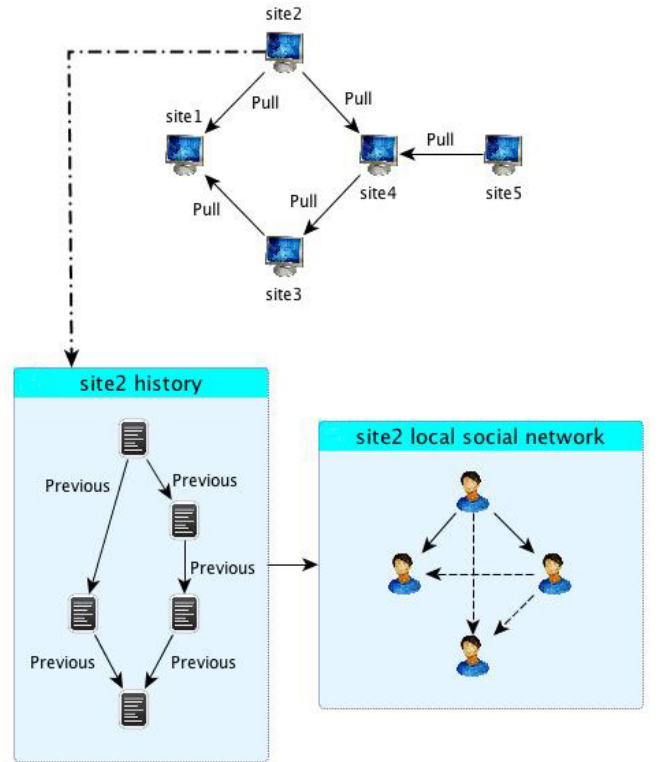 site2
Pull
Pull
site1
Pull
site4
site5
Pull
Pull
site3
site2 history
Previous
Previous
Previous
Previous
Previous
site2 local social network